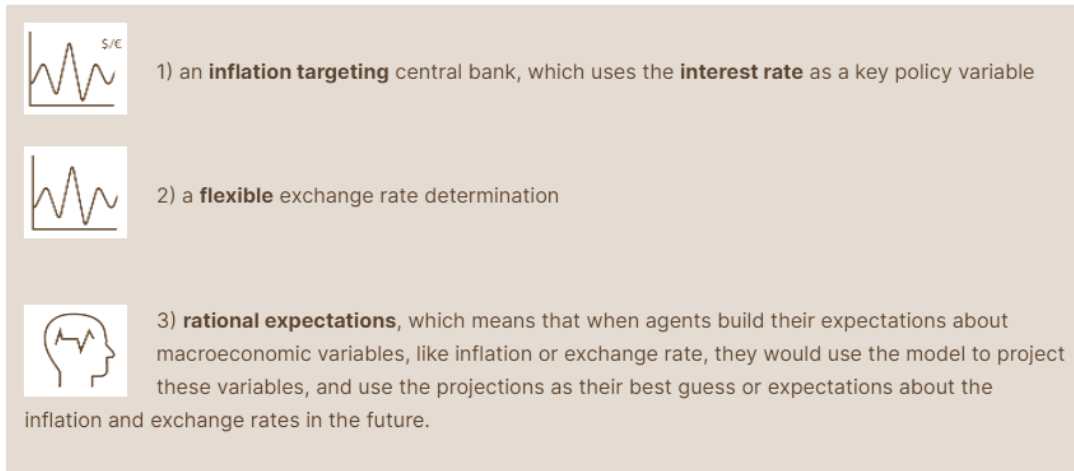 $/€
1) an inflation targeting central bank, which uses the interest rate as a key policy variable
2) a flexible exchange rate determination
3) rational expectations, which means that when agents build their expectations about
macroeconomic variables, like inflation or exchange rate, they would use the model to project
these variables, and use the projections as their best guess or expectations about the
inflation and exchange rates in the future.